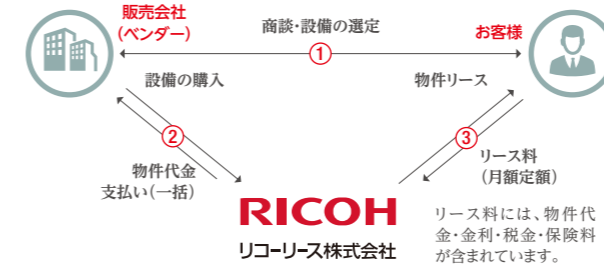 販売会社
(ベンダー)
商談・設備の選定
お客様
①
設備の購入
物件リース
②
③
物件代金
支払い(一括)
リース料
(月額定額)
RICOH
リコーリース株式会社
リース料には、物件代
金・金利・税金・保険料
が含まれています。